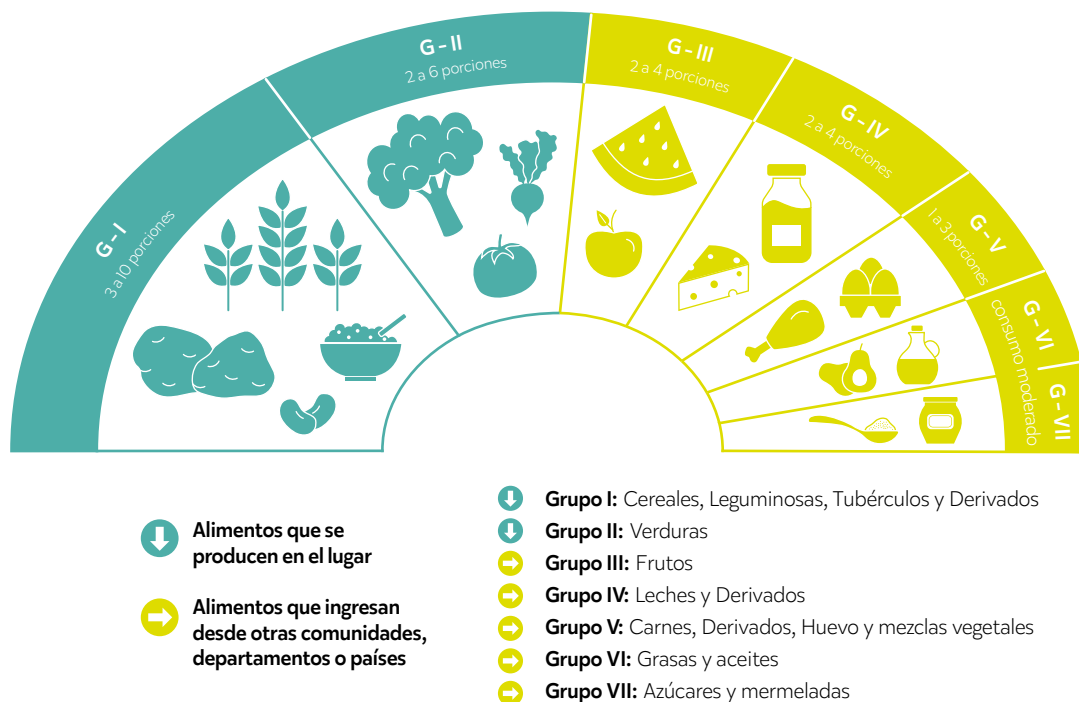 G - I
3 a 10 porciones
G - II
2 a 6 porciones
G - III
2 a 4 porciones
G - IV
2 a 4 porciones
G - V
1 a 3 porciones
G - VI
G - VII
consumo moderado
Alimentos que se
producen en el lugar
Alimentos que ingresan
desde otras comunidades,
departamentos o países
Grupo I: Cereales, Leguminosas, Tubérculos y Derivados
Grupo II: Verduras
Grupo III: Frutos
Grupo IV: Leches y Derivados
Grupo V: Carnes, Derivados, Huevo y mezclas vegetales
Grupo VI: Grasas y aceites
Grupo VII: Azúcares y mermeladas